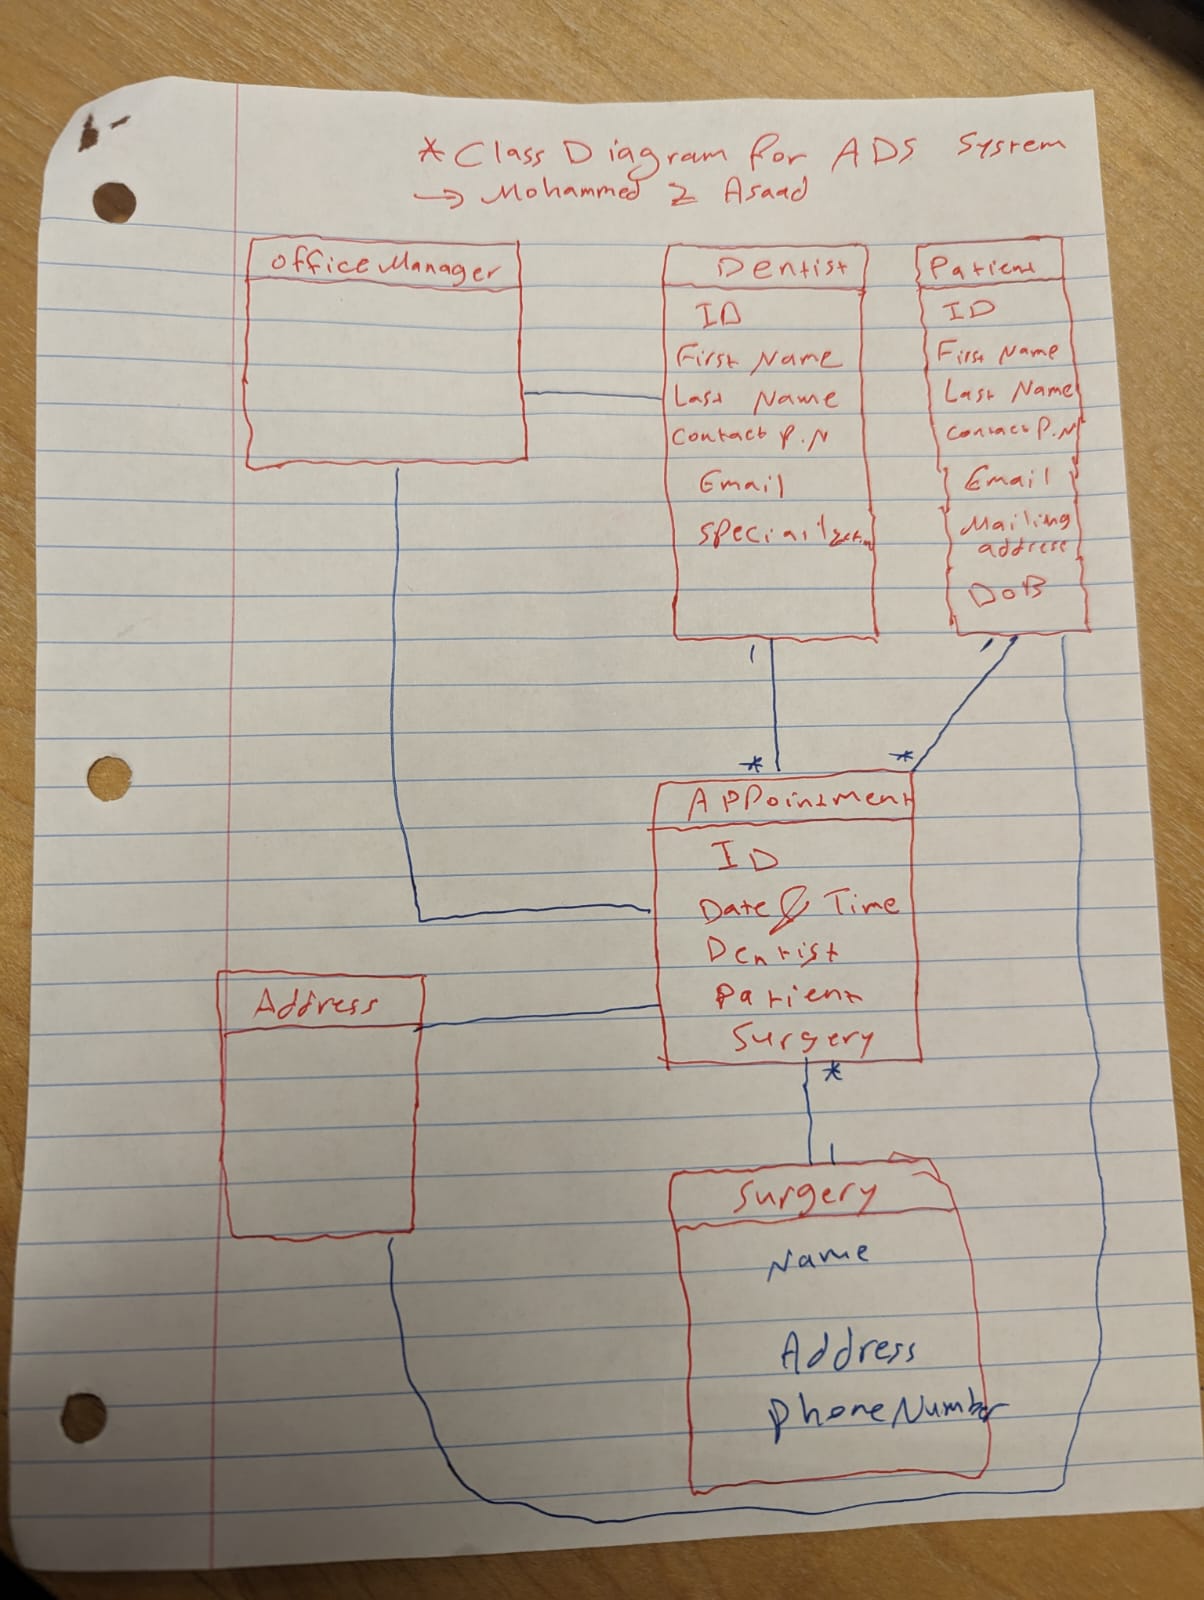 * Class Diagram for ADS System
→ Mohammed Z Asaad
OfficeManager
Dentist
ID
First Name
Last Name
Contact P.N
Email
Specialization
Patient
ID
First Name
Last Name
Contact P.N
Email
Mailing
address
DOB
1
*
1
*
Appointment
ID
Date & Time
Dentist
Patient
Surgery
Address
*
1
Surgery
Name
Address
PhoneNumber